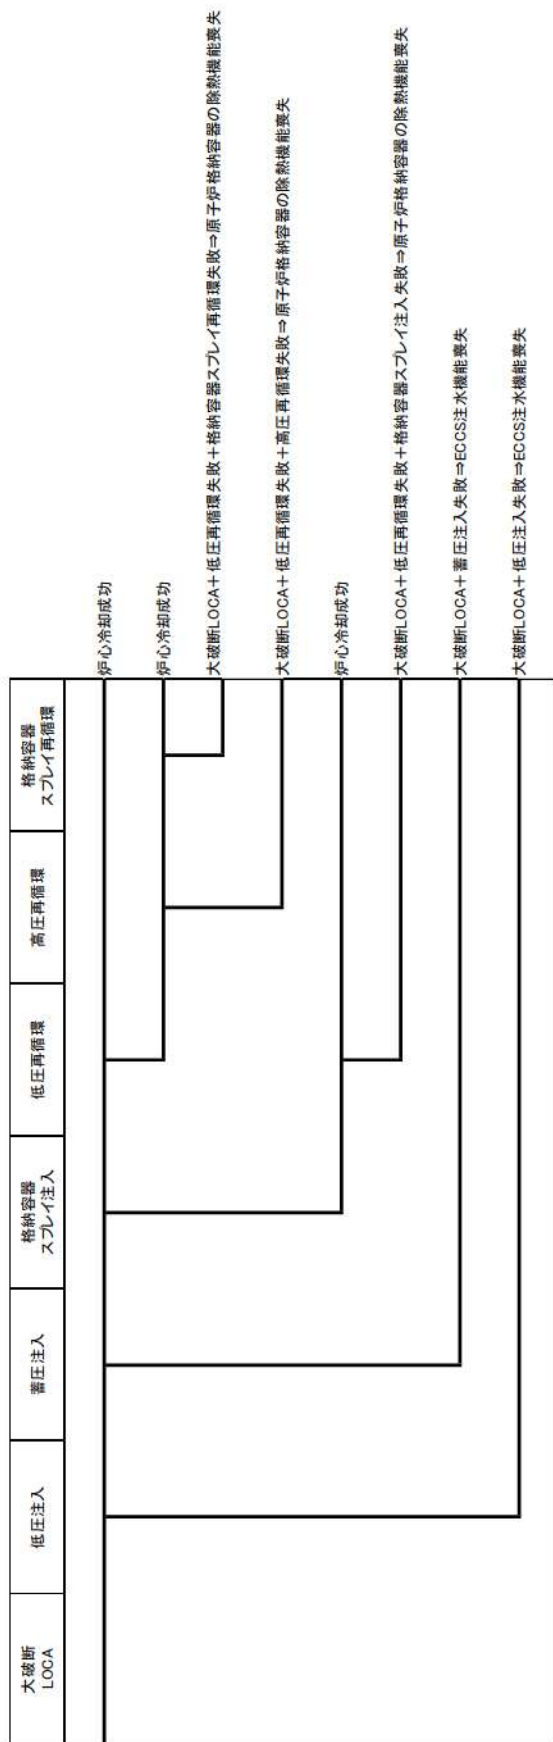 大破断
LOCA
低圧注入
蓄圧注入
格納容器
スプレイ注入
低圧再循環
高圧再循環
格納容器
スプレイ再循環
炉心冷却成功
炉心冷却成功
大破断LOCA+低圧再循環失敗+格納容器スプレイ再循環失敗⇒原子炉格納容器の除熱機能喪失
大破断LOCA+低圧再循環失敗+高圧再循環失敗⇒原子炉格納容器の除熱機能喪失
炉心冷却成功
大破断LOCA+低圧再循環失敗+格納容器スプレイ注入失敗⇒原子炉格納容器の除熱機能喪失
大破断LOCA+蓄圧注入失敗⇒ECCS注水機能喪失
大破断LOCA+低圧注入失敗⇒ECCS注水機能喪失